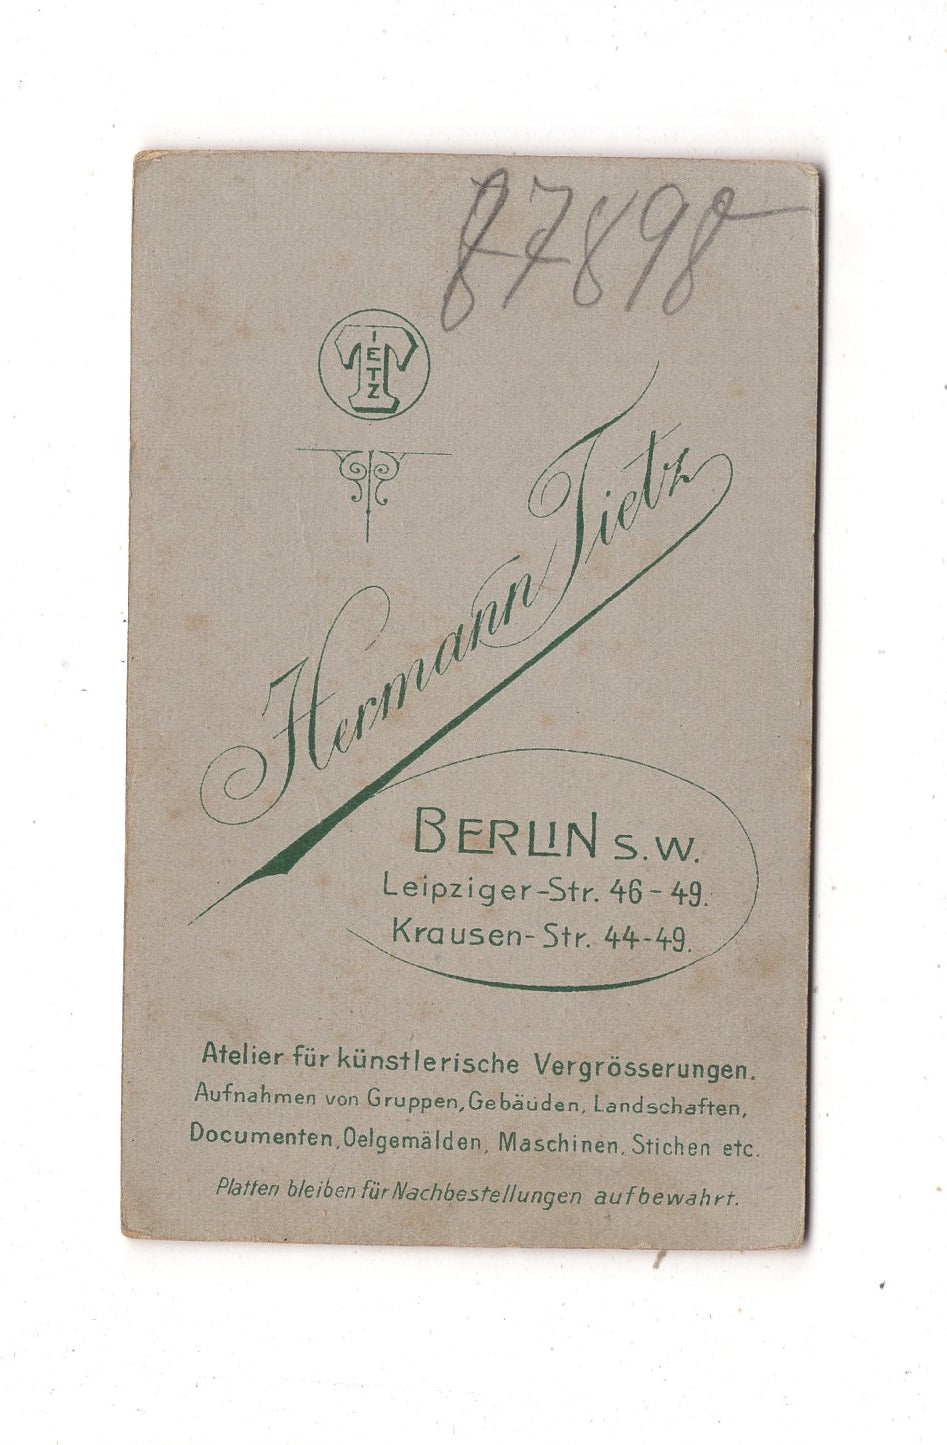 87898
TIETZ
Hermann Tietz
BERLIN S.W.
Leipziger-Str. 46-49.
Krausen-Str. 44-49.
Atelier für künstlerische Vergrösserungen.
Aufnahmen von Gruppen, Gebäuden, Landschaften,
Documenten, Oelgemälden, Maschinen, Stichen etc.
Platten bleiben für Nachbestellungen aufbewahrt.